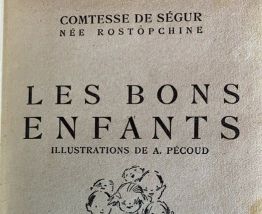 COMTESSE DE SÉGUR
NÉE ROSTOPCHINE
LES BONS
ENFANTS
ILLUSTRATIONS DE A. PÉCOUD